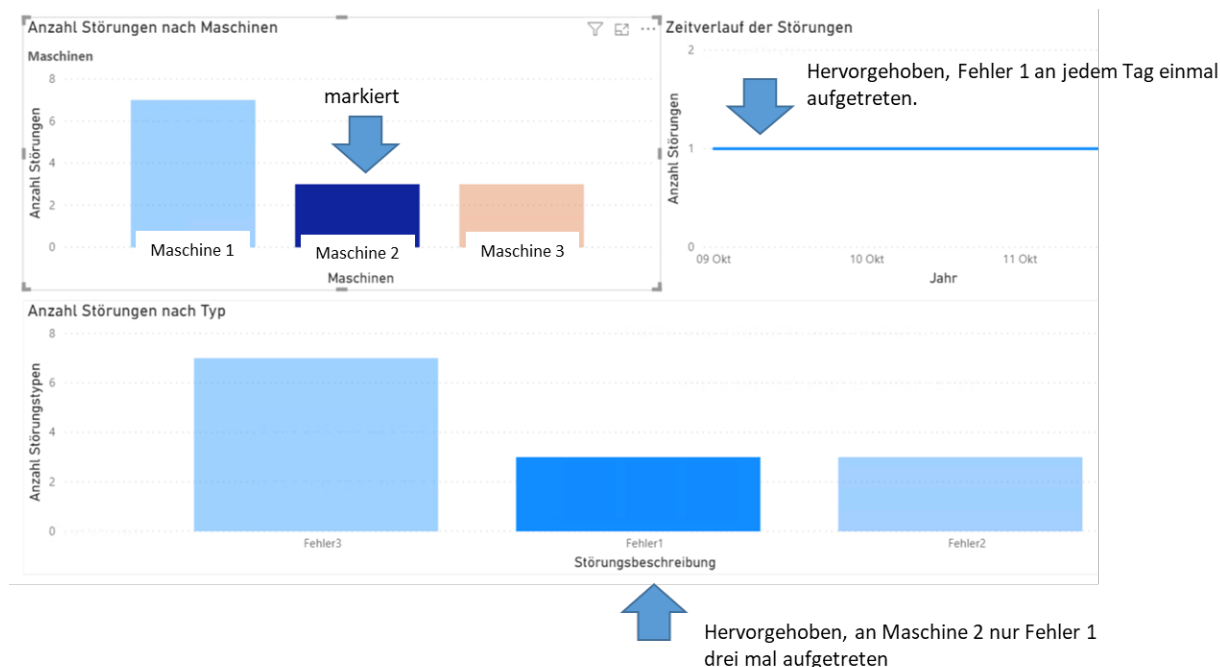 Anzahl Störungen nach Maschinen
Maschinen
8
6
4
2
0
Anzahl Störungen
markiert
Maschine 1
Maschine 2
Maschine 3
Maschinen
Zeitverlauf der Störungen
2
1
0
Anzahl Störungen
Hervorgehoben, Fehler 1 an jedem Tag einmal
aufgetreten.
09 Okt
10 Okt
11 Okt
Jahr
Anzahl Störungen nach Typ
8
6
4
2
0
Anzahl Störungstypen
Fehler3
Fehler1
Fehler2
Störungsbeschreibung
Hervorgehoben, an Maschine 2 nur Fehler 1
drei mal aufgetreten